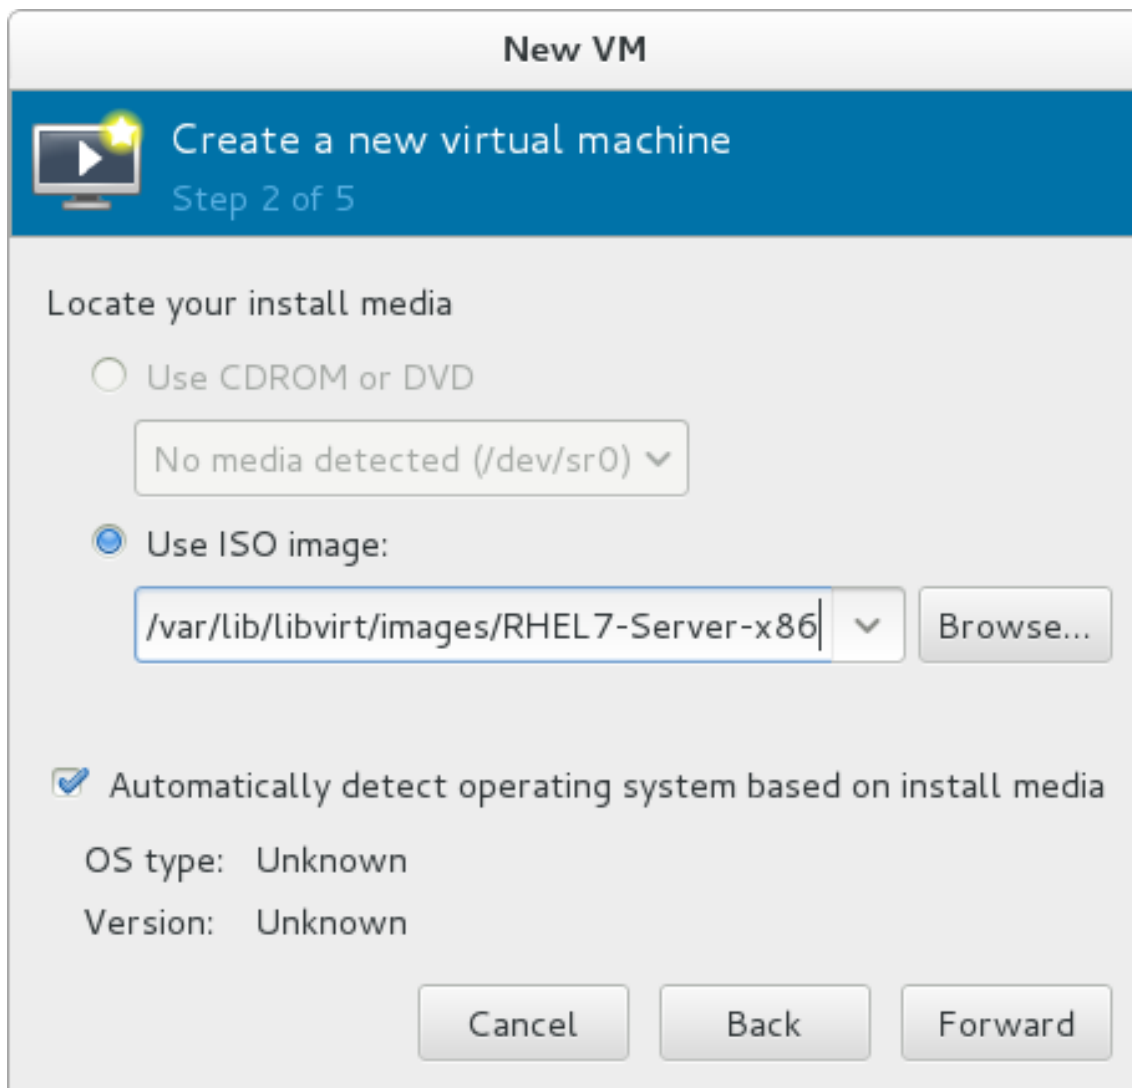 New VM
Create a new virtual machine
Step 2 of 5
Locate your install media
Use CDROM or DVD
No media detected (/dev/sr0)
Use ISO image:
/var/lib/libvirt/images/RHEL7-Server-x86 Browse...
Automatically detect operating system based on install media
OS type: Unknown
Version: Unknown
Cancel Back Forward